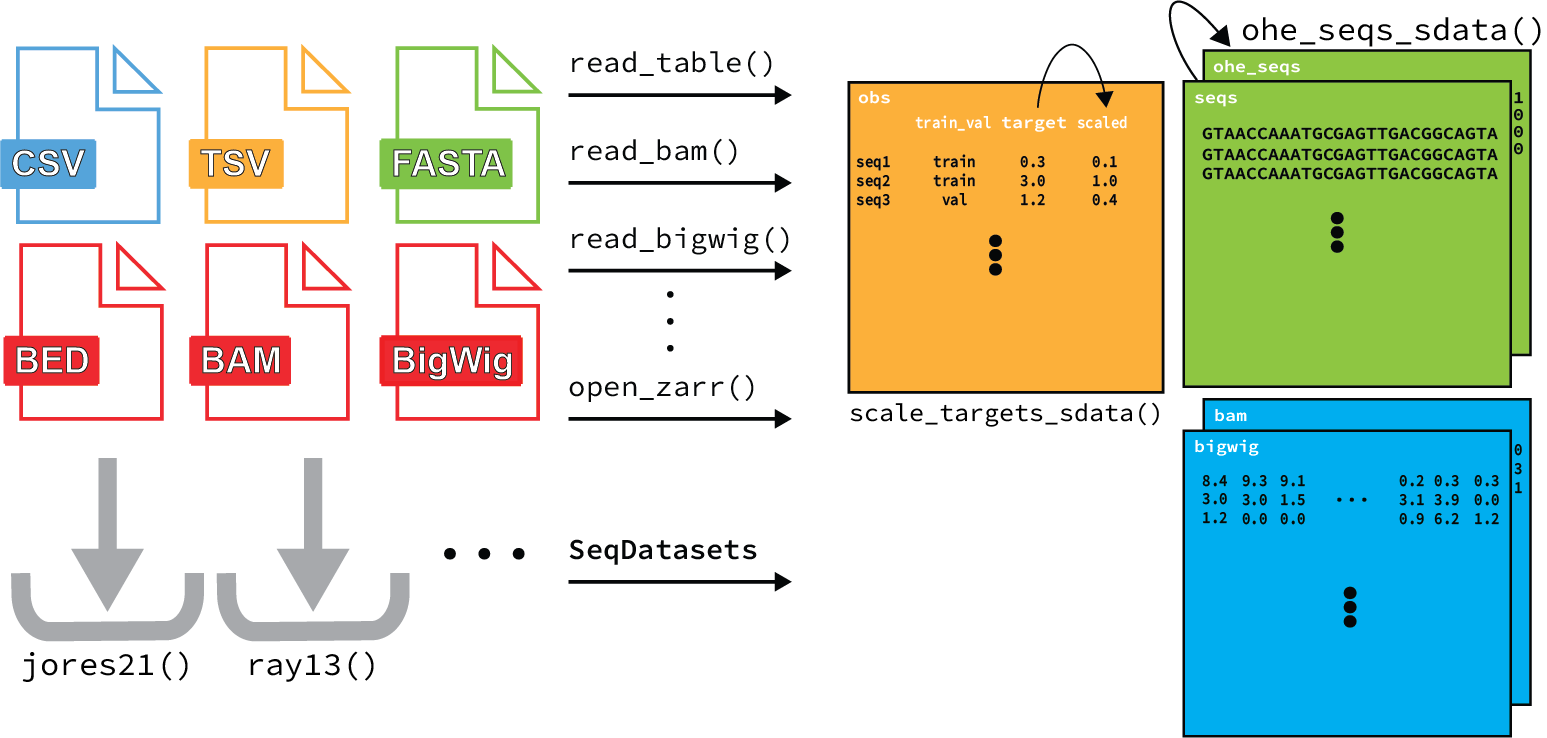 CSV
TSV
FASTA
BED
BAM
BigWig
read_table()
read_bam()
read_bigwig()
open_zarr()
jores21()
ray13()
SeqDatasets
obs
train_val target scaled
seq1 train 0.3 0.1
seq2 train 3.0 1.0
seq3 val 1.2 0.4
scale_targets_sdata()
ohe_seqs_sdata()
ohe_seqs
1
0
0
0
seqs
GTAACCAAATGCGAGTTGACGGCAGTA
GTAACCAAATGCGAGTTGACGGCAGTA
GTAACCAAATGCGAGTTGACGGCAGTA
bam
0
3
1
bigwig
8.4 9.3 9.1 0.2 0.3 0.3
3.0 3.0 1.5 ... 3.1 3.9 0.0
1.2 0.0 0.0 0.9 6.2 1.2